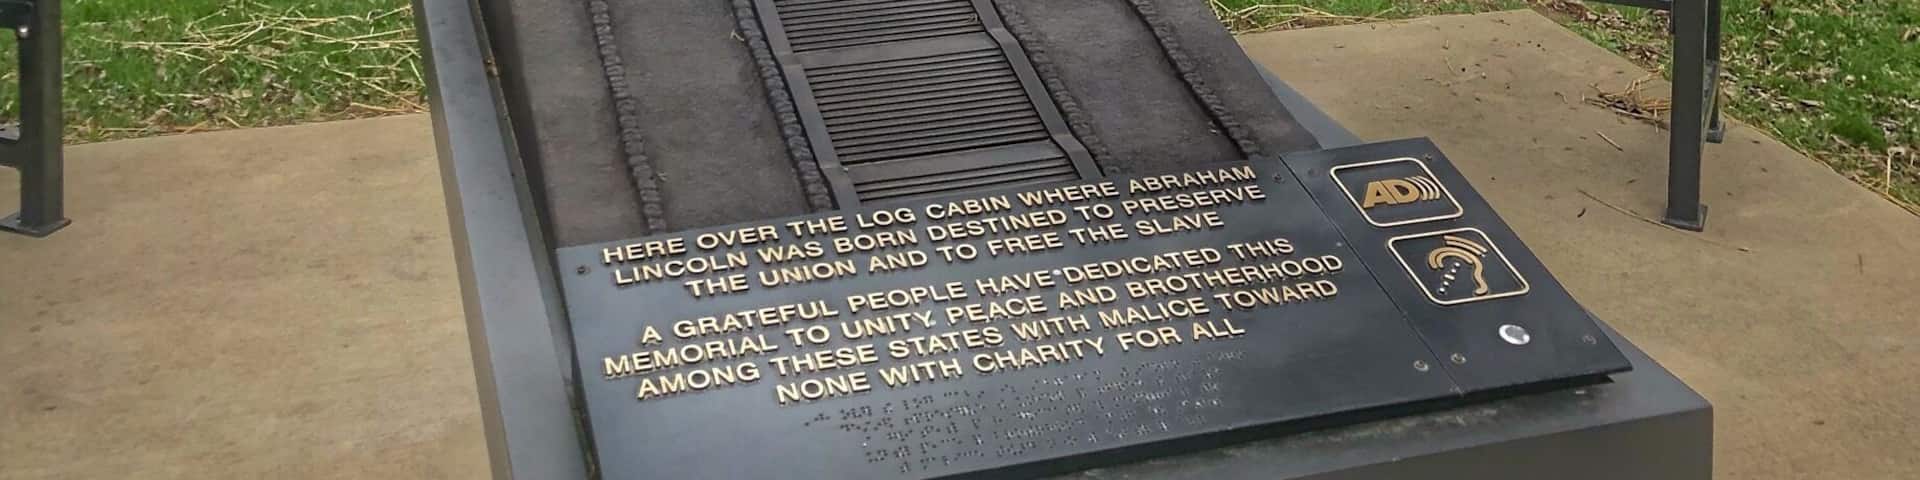 HERE OVER THE LOG CABIN WHERE ABRAHAM
LINCOLN WAS BORN DESTINED TO PRESERVE
THE UNION AND TO FREE THE SLAVE
A GRATEFUL PEOPLE HAVE DEDICATED THIS
MEMORIAL TO UNITY PEACE AND BROTHERHOOD
AMONG THESE STATES WITH MALICE TOWARD
NONE WITH CHARITY FOR ALL
AD